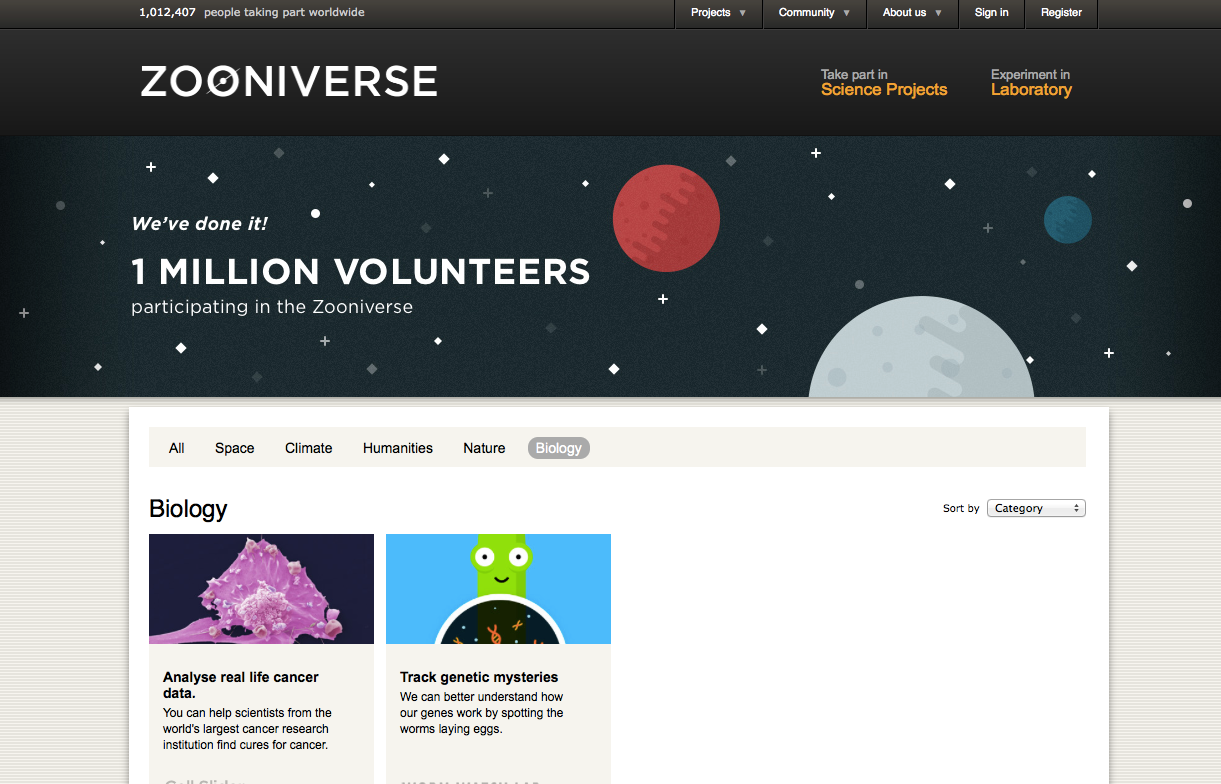 1,012,407 people taking part worldwide
Projects ▼ Community ▼ About us ▼ Sign in Register
ZOONIVERSE
Take part in
Science Projects
Experiment in
Laboratory
We've done it!
1 MILLION VOLUNTEERS
participating in the Zooniverse
All Space Climate Humanities Nature Biology
Biology
Sort by Category
Analyse real life cancer
data.
You can help scientists from the
world's largest cancer research
institution find cures for cancer.
Track genetic mysteries
We can better understand how
our genes work by spotting the
worms laying eggs.